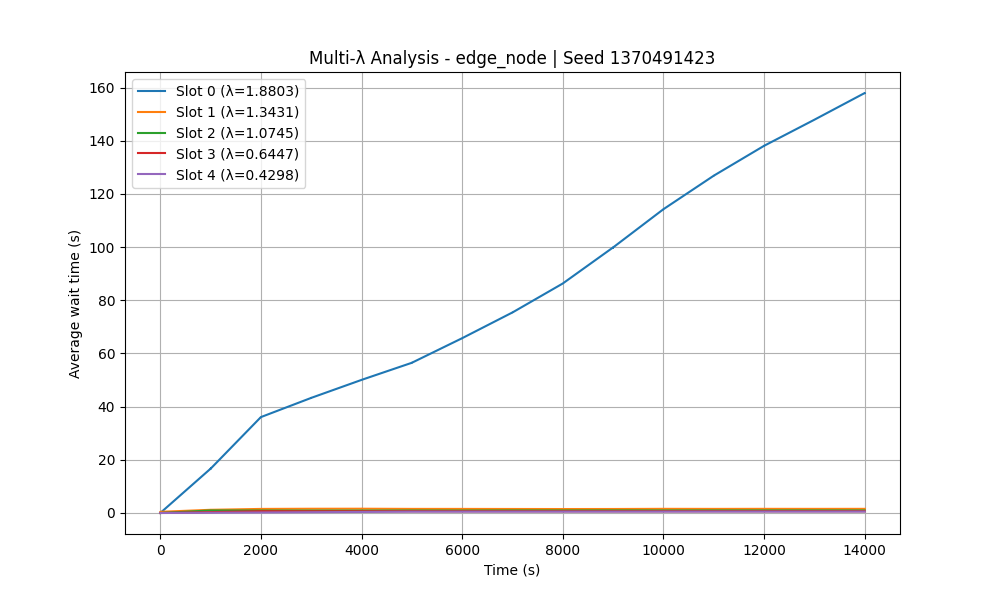 Multi-λ Analysis - edge_node | Seed 1370491423
Slot 0 (λ=1.8803)
Slot 1 (λ=1.3431)
Slot 2 (λ=1.0745)
Slot 3 (λ=0.6447)
Slot 4 (λ=0.4298)
Average wait time (s)
160
140
120
100
80
60
40
20
0
0 2000 4000 6000 8000 10000 12000 14000
Time (s)